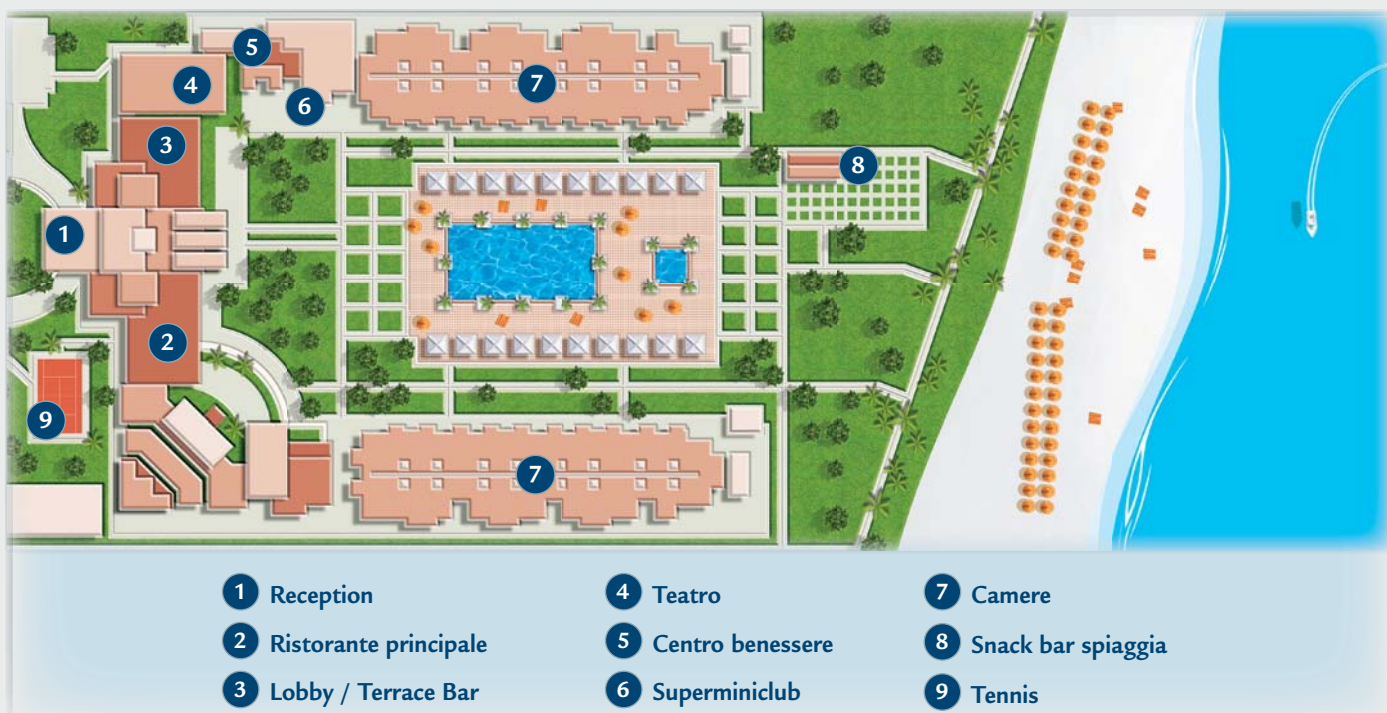 5
4
7
6
3
8
1
2
9
7
1 Reception
2 Ristorante principale
3 Lobby / Terrace Bar
4 Teatro
5 Centro benessere
6 Superminiclub
7 Camere
8 Snack bar spiaggia
9 Tennis